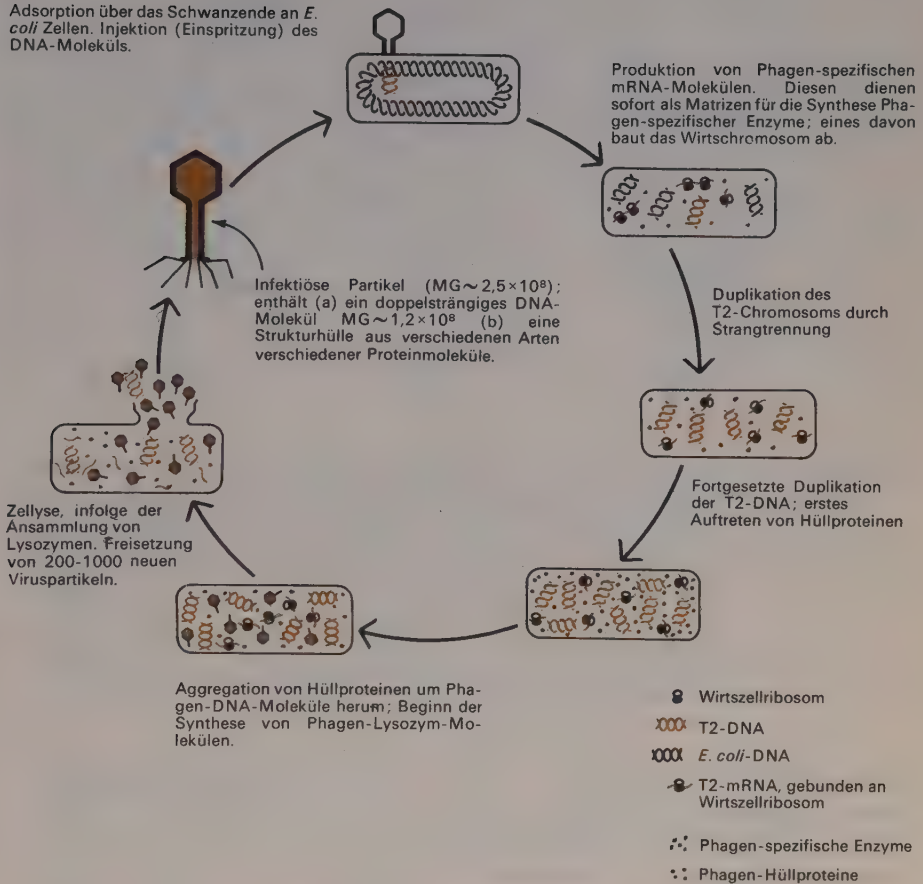 Adsorption über das Schwanzende an E.
coli Zellen. Injektion (Einspritzung) des
DNA-Moleküls.
Produktion von Phagen-spezifischen
mRNA-Molekülen. Diesen dienen
sofort als Matrizen für die Synthese Pha-
gen-spezifischer Enzyme; eines davon
baut das Wirtschromosom ab.
Infektiöse Partikel (MG~2,5×10⁸);
enthält (a) ein doppelsträngiges DNA-
Molekül MG~1,2×10⁸ (b) eine
Strukturhülle aus verschiedenen Arten
verschiedener Proteinmoleküle.
Duplikation des
T2-Chromosoms durch
Strangtrennung
Fortgesetzte Duplikation
der T2-DNA; erstes
Auftreten von Hüllproteinen
Zellyse, infolge der
Ansammlung von
Lysozymen. Freisetzung
von 200-1000 neuen
Viruspartikeln.
Aggregation von Hüllproteinen um Pha-
gen-DNA-Moleküle herum; Beginn der
Synthese von Phagen-Lysozym-Mo-
lekülen.
Wirtszellribosom
T2-DNA
E. coli-DNA
T2-mRNA, gebunden an
Wirtszellribosom
Phagen-spezifische Enzyme
Phagen-Hüllproteine